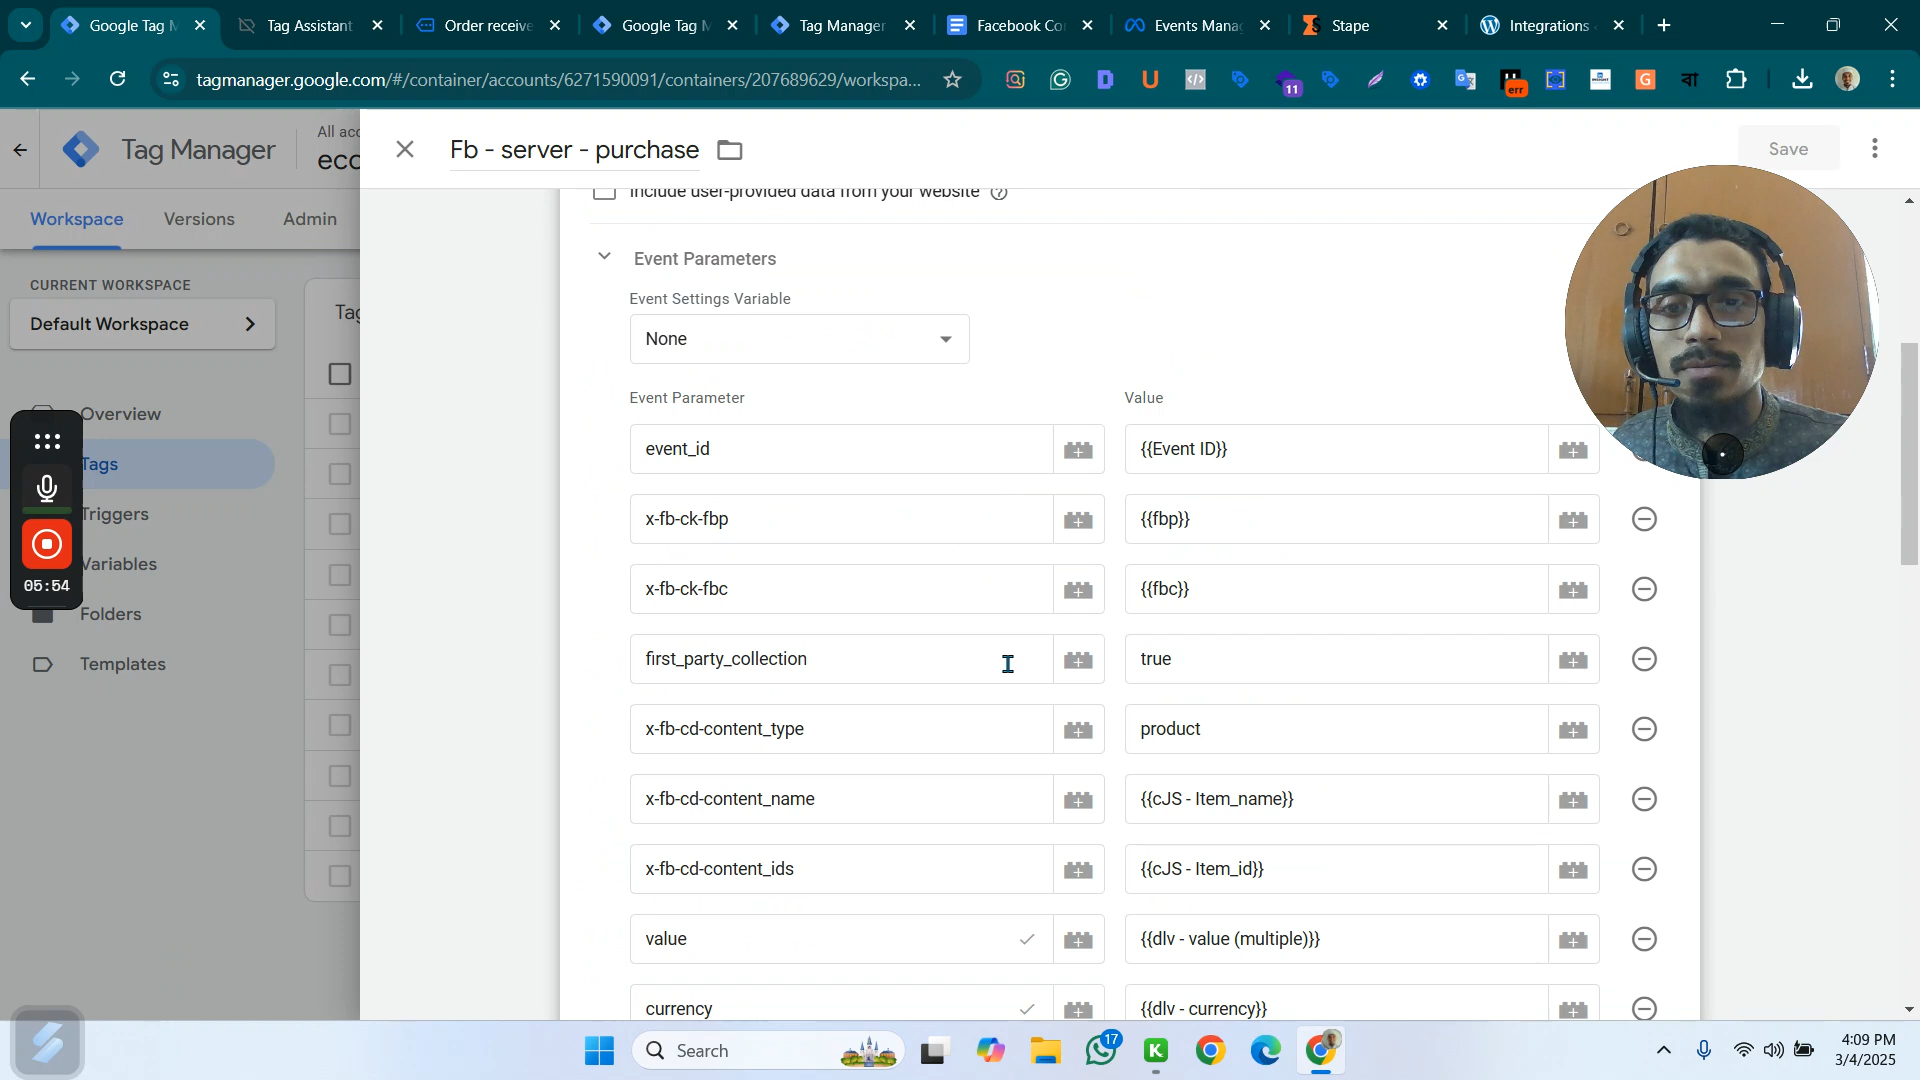 Google Tag M
Tag Assistant
Order receive
Google Tag M
Tag Manager
Facebook Co
Events Mana
Stape
Integrations
tagmanager.google.com/#/container/accounts/6271590091/containers/207689629/workspa...
11
err
Tag Manager
All acc
ecc
Fb - server - purchase
Save
Workspace
Versions
Admin
Include user-provided data from your website
Event Parameters
CURRENT WORKSPACE
Default Workspace
Tag
Event Settings Variable
None
Event Parameter
Value
Overview
Tags
Triggers
Variables
Folders
Templates
05:54
event_id
{{Event ID}}
x-fb-ck-fbp
{{fbp}}
x-fb-ck-fbc
{{fbc}}
first_party_collection
true
x-fb-cd-content_type
product
x-fb-cd-content_name
{{cJS - Item_name}}
x-fb-cd-content_ids
{{cJS - Item_id}}
value
{{dlv - value (multiple)}}
currency
{{dlv - currency}}
Search
17
4:09 PM
3/4/2025